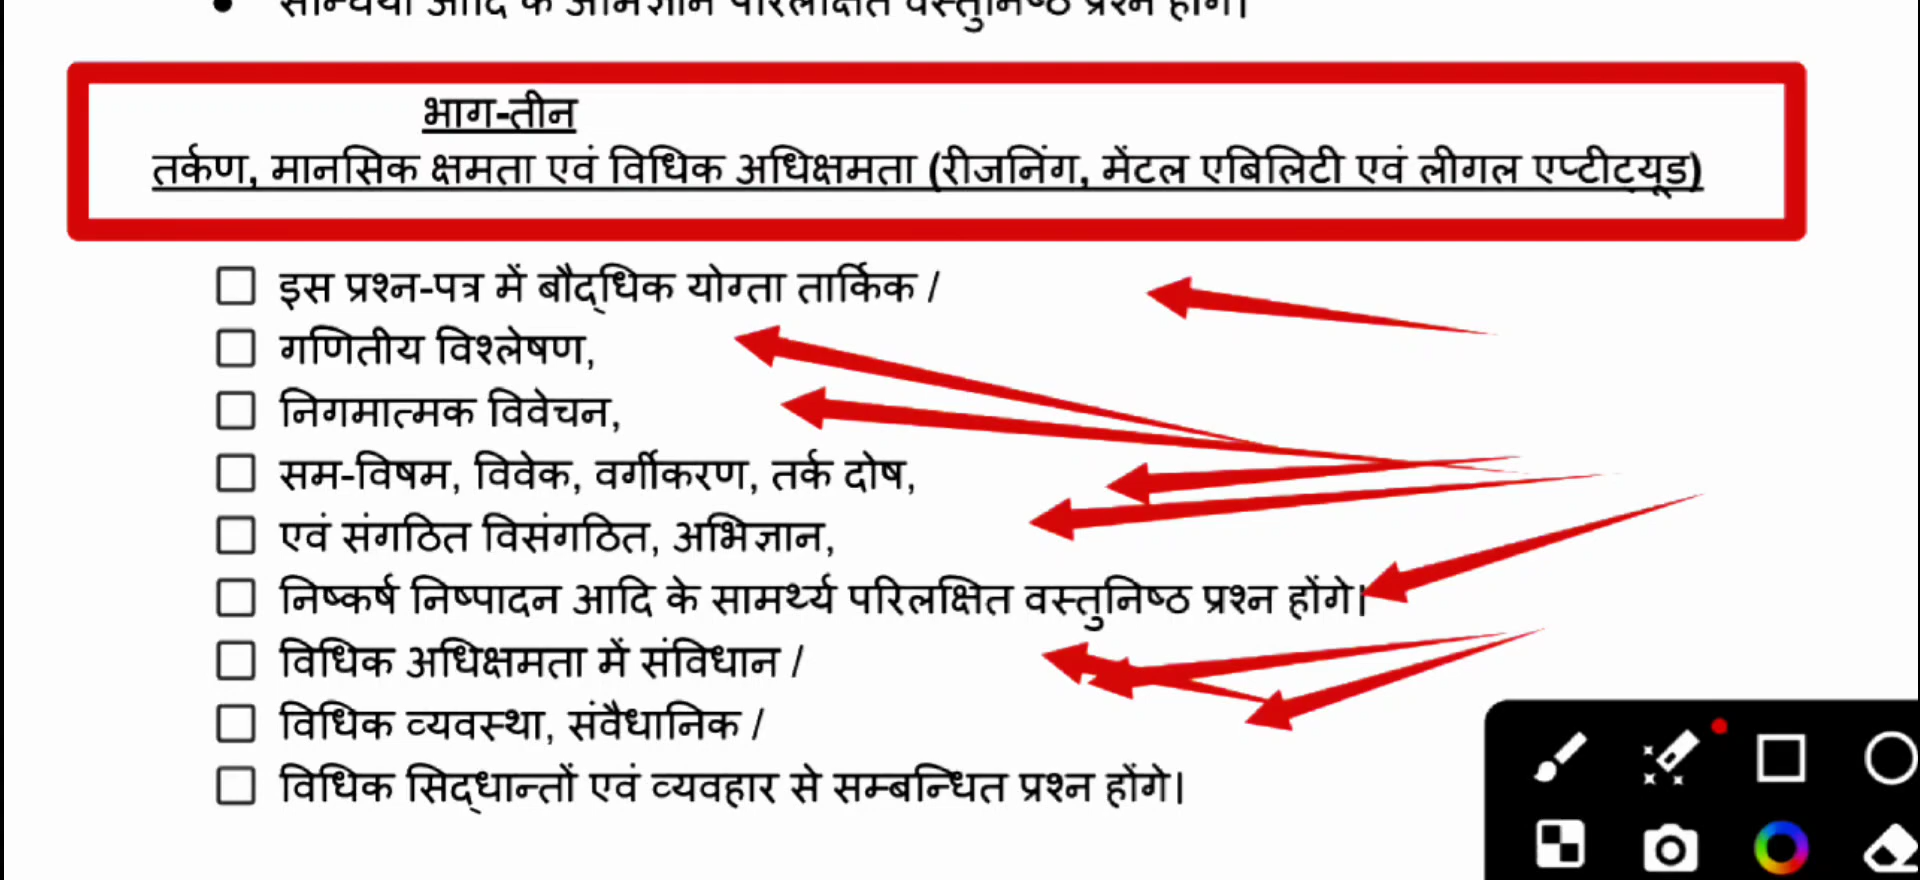 भाग-तीन
तर्कण, मानसिक क्षमता एवं विधिक अधिक्षमता (रीजनिंग, मेंटल एबिलिटी एवं लीगल एप्टीट्यूड)
इस प्रश्न-पत्र में बौद्धिक योग्ता तार्किक /
गणितीय विश्लेषण,
निगमात्मक विवेचन,
सम-विषम, विवेक, वर्गीकरण, तर्क दोष,
एवं संगठित विसंगठित, अभिज्ञान,
निष्कर्ष निष्पादन आदि के सामर्थ्य परिलक्षित वस्तुनिष्ठ प्रश्न होंगे।
विधिक अधिक्षमता में संविधान /
विधिक व्यवस्था, संवैधानिक /
विधिक सिद्धान्तों एवं व्यवहार से सम्बन्धित प्रश्न होंगे।